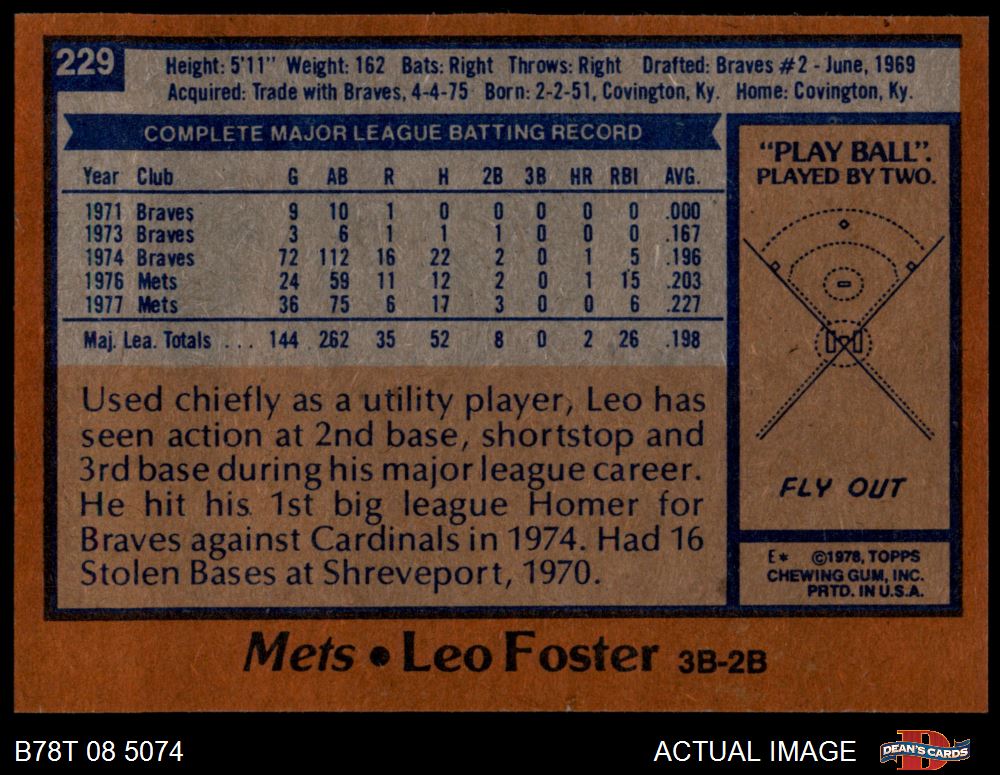 229
Height: 5'11" Weight: 162 Bats: Right Throws: Right Drafted: Braves #2 - June, 1969
Acquired: Trade with Braves, 4-4-75 Born: 2-2-51, Covington, Ky. Home: Covington, Ky.
COMPLETE MAJOR LEAGUE BATTING RECORD
Year Club G AB R H 2B 3B HR RBI AVG.
1971 Braves 9 10 1 0 0 0 0 0 .000
1973 Braves 3 6 1 1 1 0 0 0 .167
1974 Braves 72 112 16 22 2 0 1 5 .196
1976 Mets 24 59 11 12 2 0 1 15 .203
1977 Mets 36 75 6 17 3 0 0 6 .227
Maj. Lea. Totals ... 144 262 35 52 8 0 2 26 .198
Used chiefly as a utility player, Leo has
seen action at 2nd base, shortstop and
3rd base during his major league career.
He hit his 1st big league Homer for
Braves against Cardinals in 1974. Had 16
Stolen Bases at Shreveport, 1970.
"PLAY BALL".
PLAYED BY TWO.
FLY OUT
E* ©1978, TOPPS
CHEWING GUM, INC.
PRTD. IN U.S.A.
Mets • Leo Foster 3B-2B
B78T 08 5074
ACTUAL IMAGE
D
DEAN'S CARDS